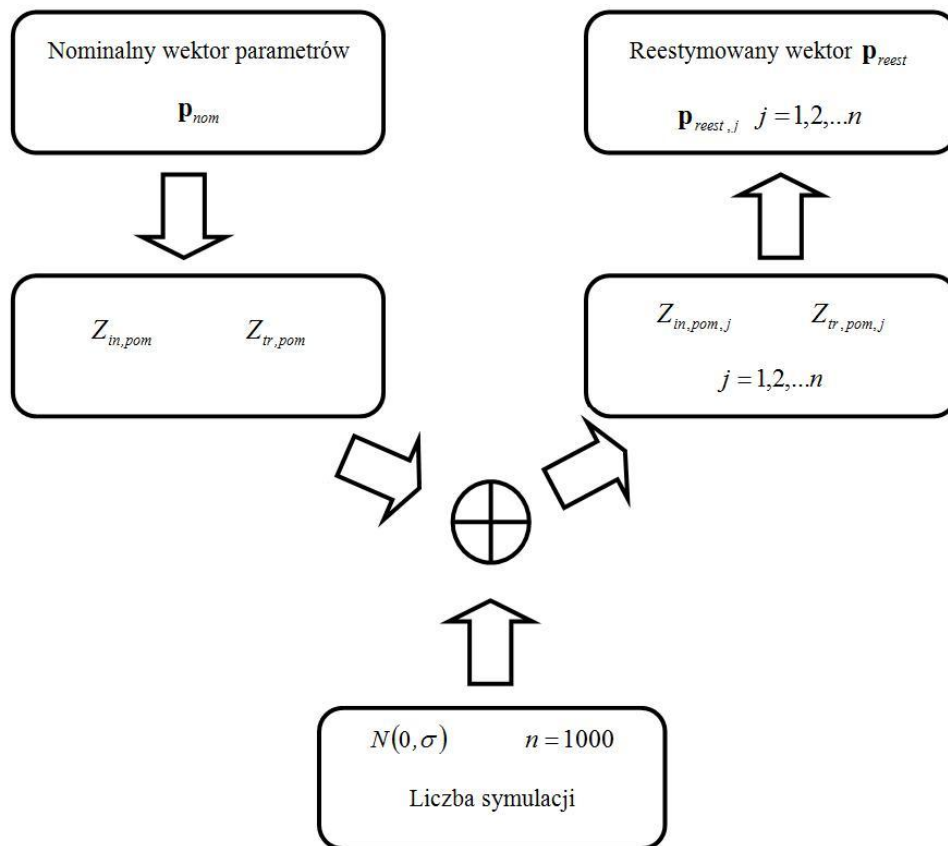 Nominalny wektor parametrów
p_nom
Z_in,pom Z_tr,pom
N(0,σ) n = 1000
Liczba symulacji
Z_in,pom,j Z_tr,pom,j
j = 1,2,...n
Reestymowany wektor p_reest
p_reest,j j = 1,2,...n